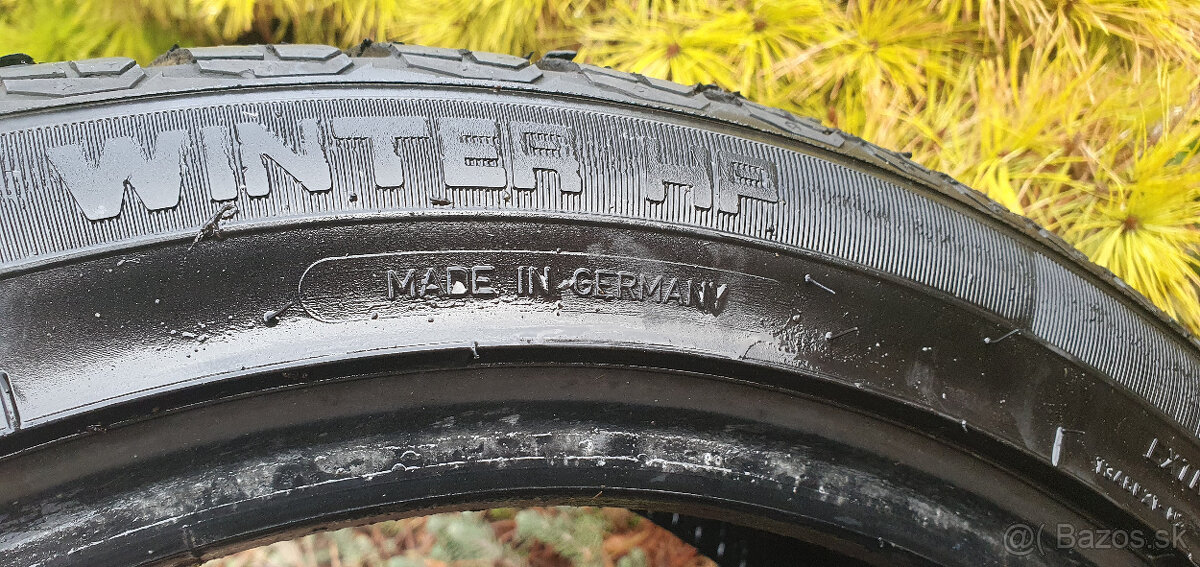 WINTER HP
MADE IN GERMANY
@( Bazos.sk